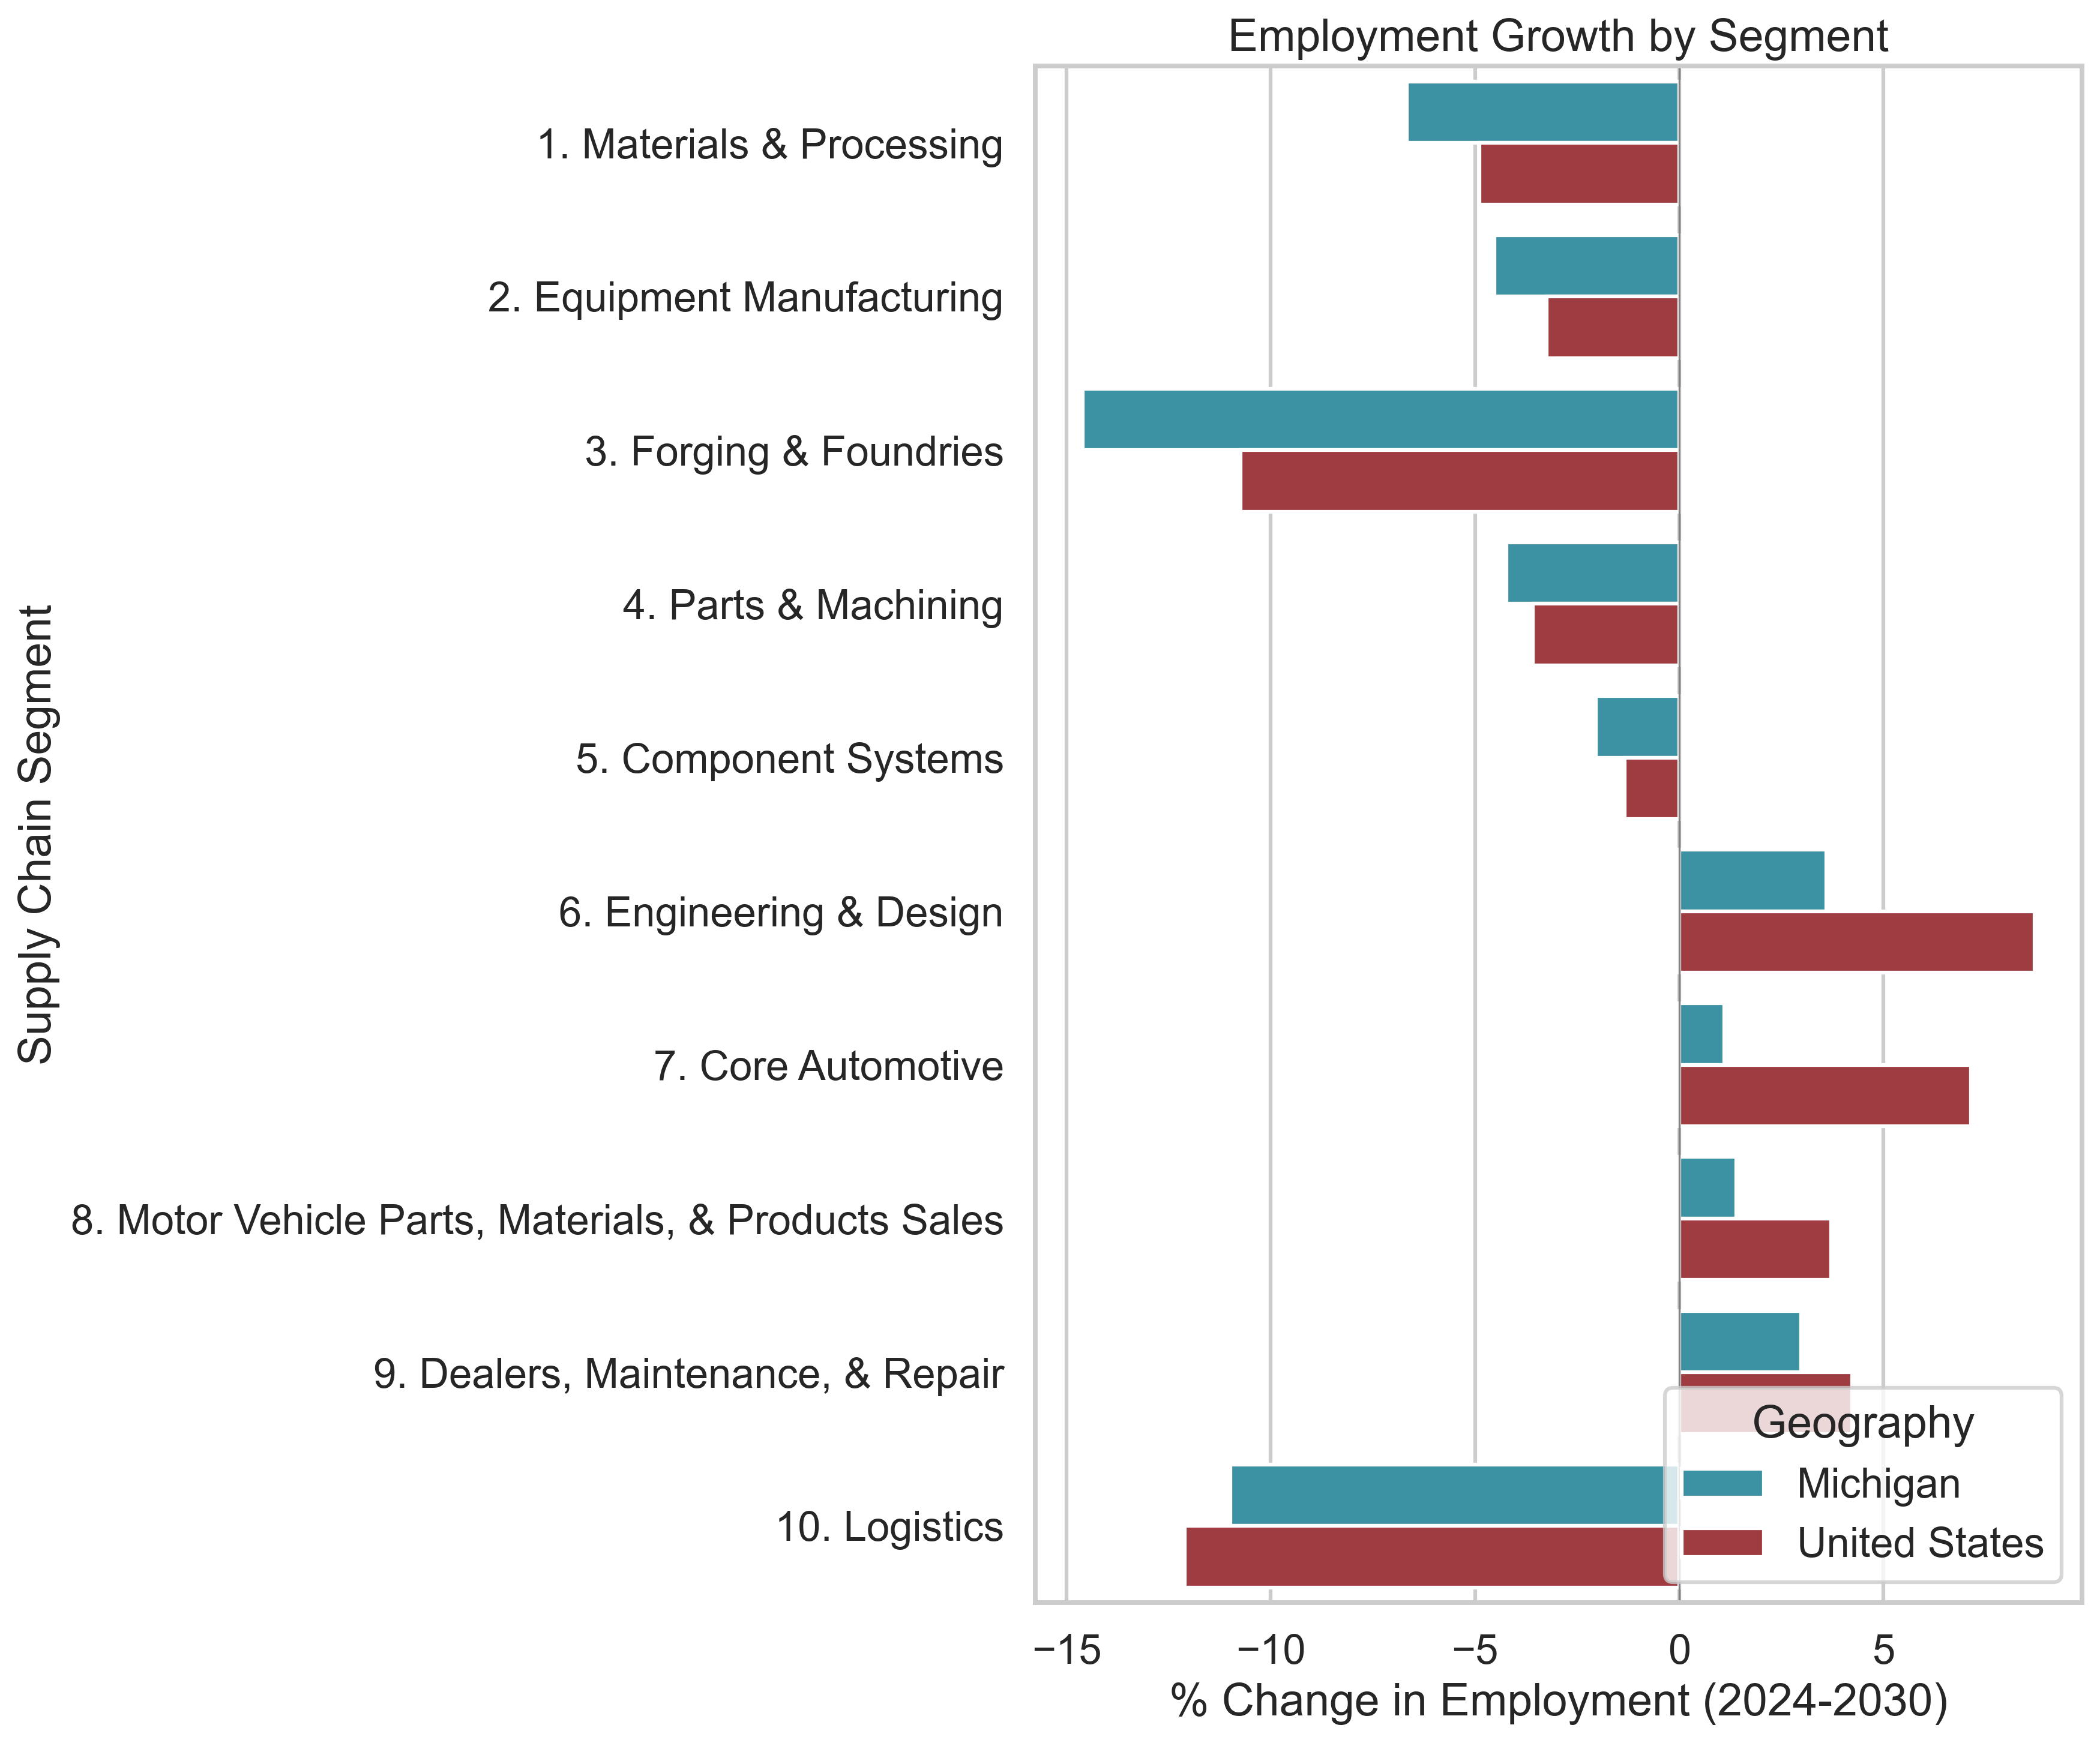 Employment Growth by Segment
Supply Chain Segment
1. Materials & Processing
2. Equipment Manufacturing
3. Forging & Foundries
4. Parts & Machining
5. Component Systems
6. Engineering & Design
7. Core Automotive
8. Motor Vehicle Parts, Materials, & Products Sales
9. Dealers, Maintenance, & Repair
10. Logistics
Geography
Michigan
United States
−15 −10 −5 0 5
% Change in Employment (2024-2030)